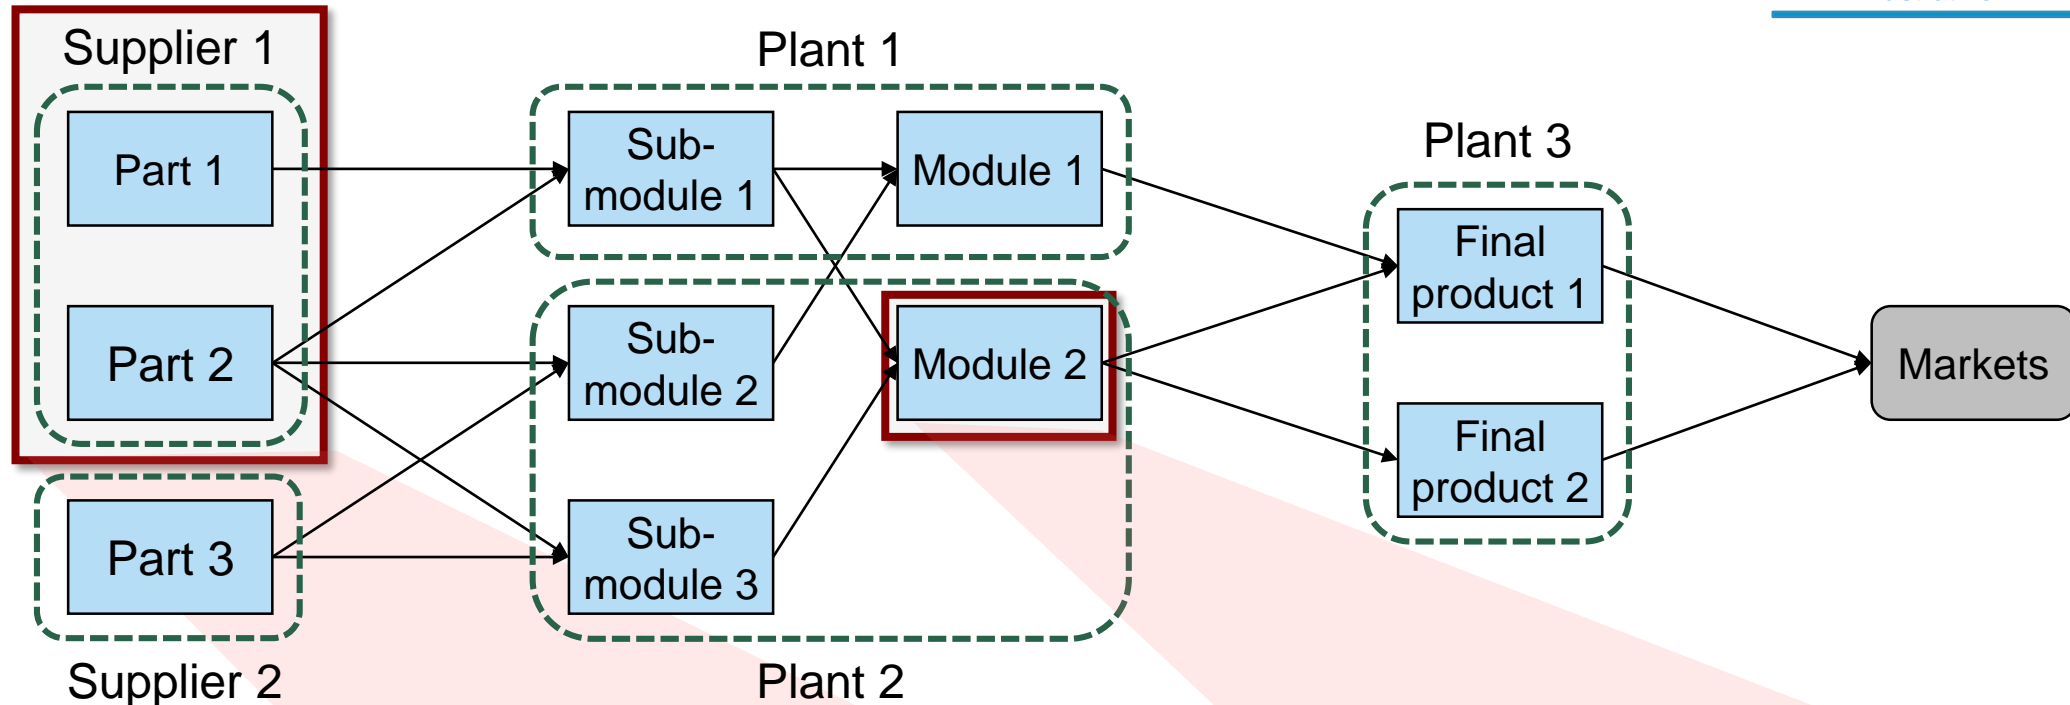 Supplier 1
Part 1
Part 2
Part 3
Supplier 2
Plant 1
Sub-
module 1
Module 1
Sub-
module 2
Module 2
Sub-
module 3
Plant 2
Plant 3
Final
product 1
Final
product 2
Markets